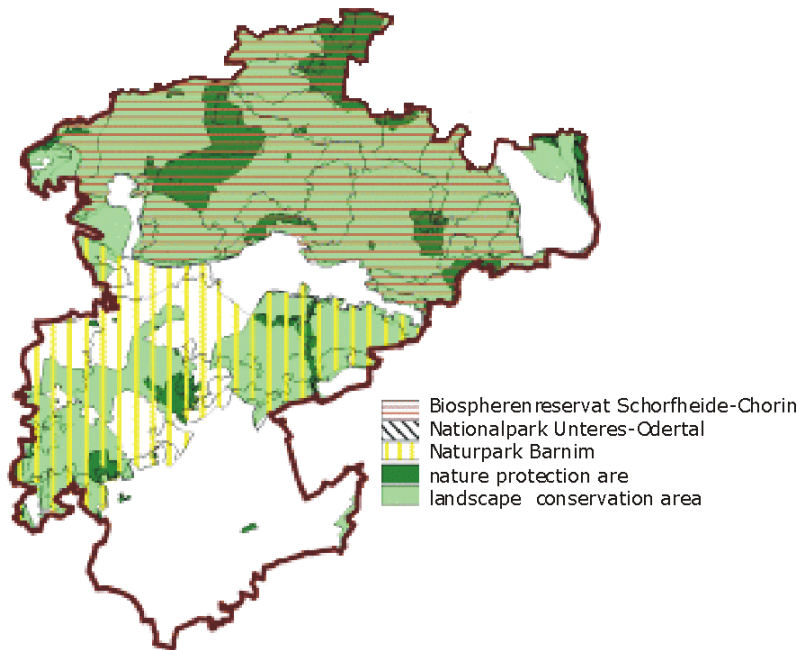 Biospherenreservat Schorfheide-Chorin
Nationalpark Unteres-Odertal
Naturpark Barnim
nature protection are
landscape conservation area